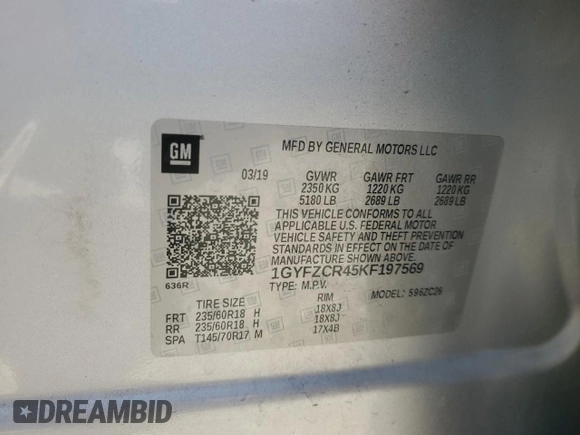 GM
MFD BY GENERAL MOTORS LLC
03/19 GVWR GAWR FRT GAWR RR
2350 KG 1220 KG 1220 KG
5180 LB 2689 LB 2689 LB
THIS VEHICLE CONFORMS TO ALL
APPLICABLE U.S. FEDERAL MOTOR
VEHICLE SAFETY AND THEFT PREVENTION
STANDARDS IN EFFECT ON THE DATE OF
MANUFACTURE SHOWN ABOVE.
1GYFZCR45KF197569
636R
TYPE: M.P.V. MODEL: 596ZC26
TIRE SIZE RIM
FRT 235/60R18 H 18X8J
RR 235/60R18 H 18X8J
SPA T145/70R17 M 17X4B
DREAMBID